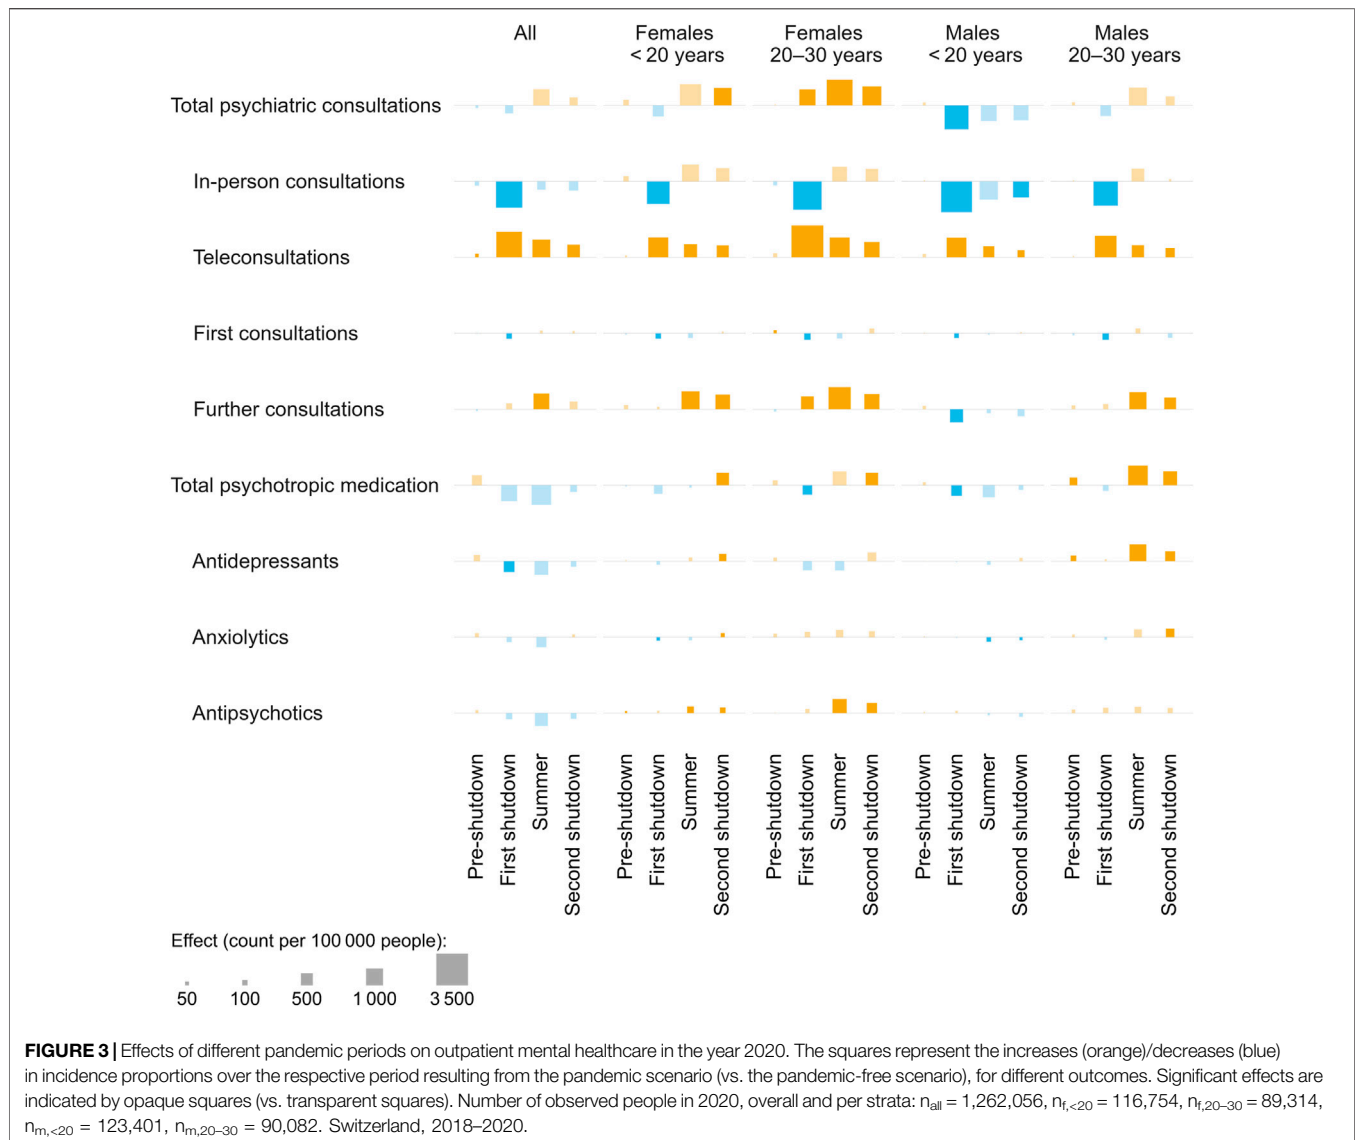 All
Females
< 20 years
Females
20–30 years
Males
< 20 years
Males
20–30 years
Total psychiatric consultations
In-person consultations
Teleconsultations
First consultations
Further consultations
Total psychotropic medication
Antidepressants
Anxiolytics
Antipsychotics
Pre-shutdown
First shutdown
Summer
Second shutdown
Pre-shutdown
First shutdown
Summer
Second shutdown
Pre-shutdown
First shutdown
Summer
Second shutdown
Pre-shutdown
First shutdown
Summer
Second shutdown
Pre-shutdown
First shutdown
Summer
Second shutdown
Effect (count per 100 000 people):
50 100 500 1 000 3 500
FIGURE 3 | Effects of different pandemic periods on outpatient mental healthcare in the year 2020. The squares represent the increases (orange)/decreases (blue)
in incidence proportions over the respective period resulting from the pandemic scenario (vs. the pandemic-free scenario), for different outcomes. Significant effects are
indicated by opaque squares (vs. transparent squares). Number of observed people in 2020, overall and per strata: nall = 1,262,056, nf,<20 = 116,754, nf,20–30 = 89,314,
nm,<20 = 123,401, nm,20–30 = 90,082. Switzerland, 2018–2020.